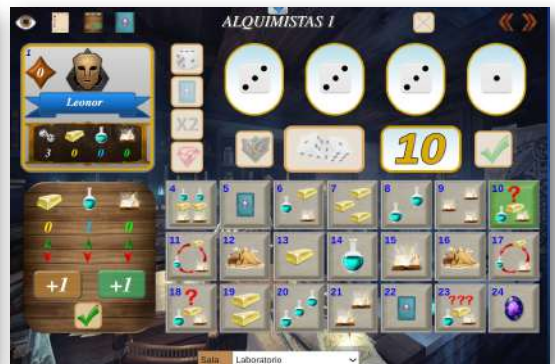 ALQUIMISTAS 1
1
0
Leonor
3 0 0 0
X2
10
0 1 0
+1 +1
4 5 6 7 8 9 10 ?
11 12 13 14 15 16 17
18 ? 19 20 21 22 23 ??? 24
Sala Laboratorio